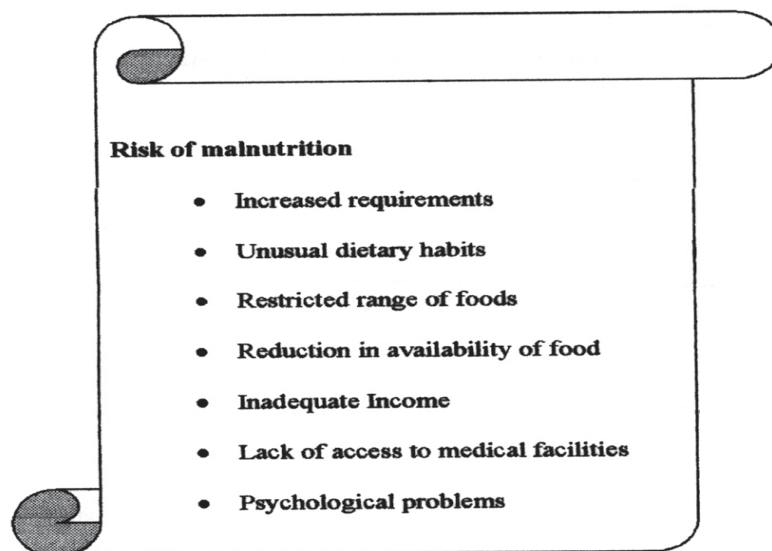 Risk of malnutrition
• Increased requirements
• Unusual dietary habits
• Restricted range of foods
• Reduction in availability of food
• Inadequate Income
• Lack of access to medical facilities
• Psychological problems